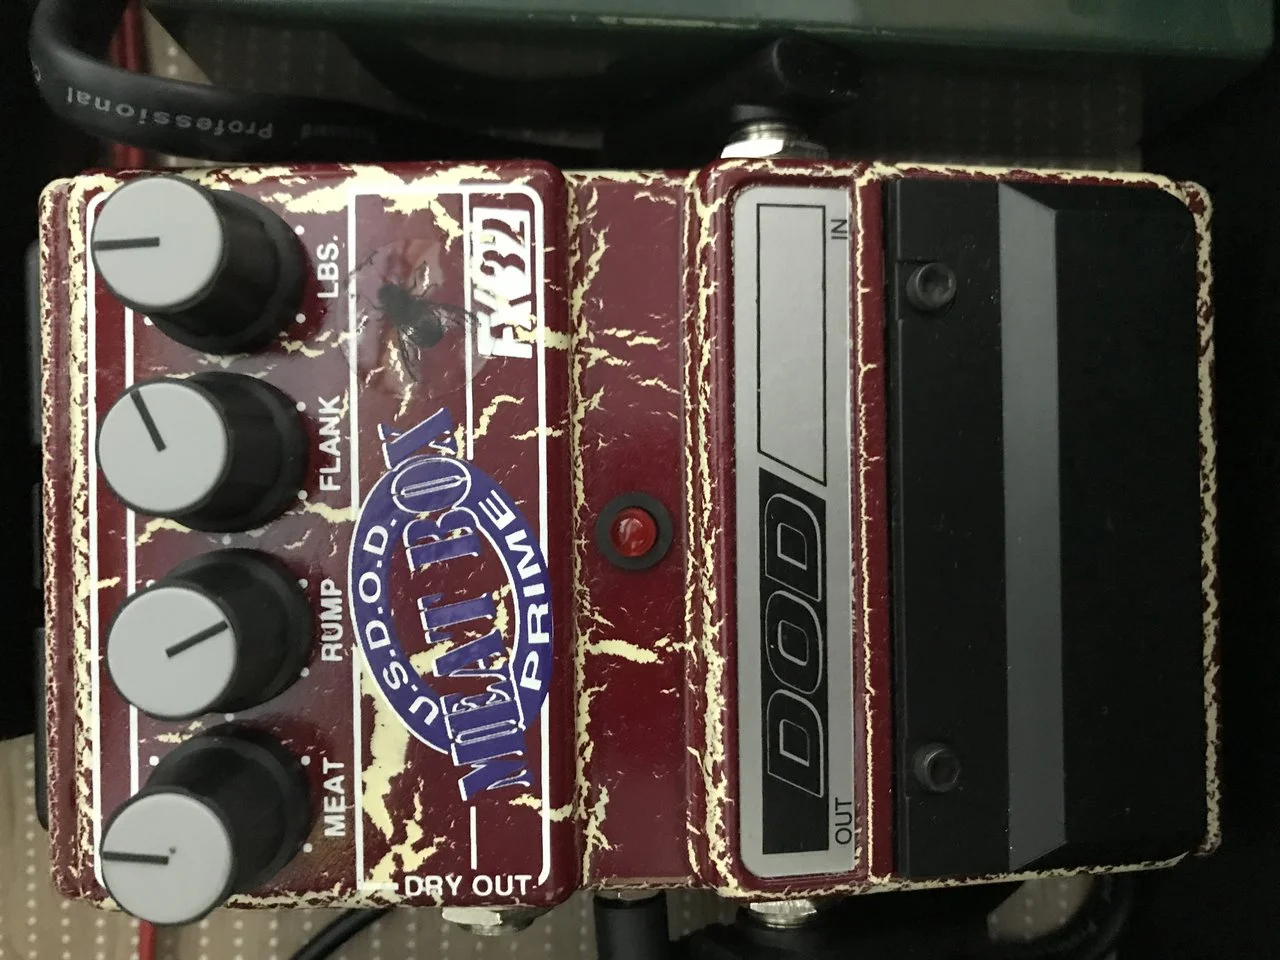 Professional
LBS.
FLANK
RUMP
MEAT
FX32
U.S.D.O.D.
MEAT BOX
PRIME
DRY OUT
IN
DOD
OUT